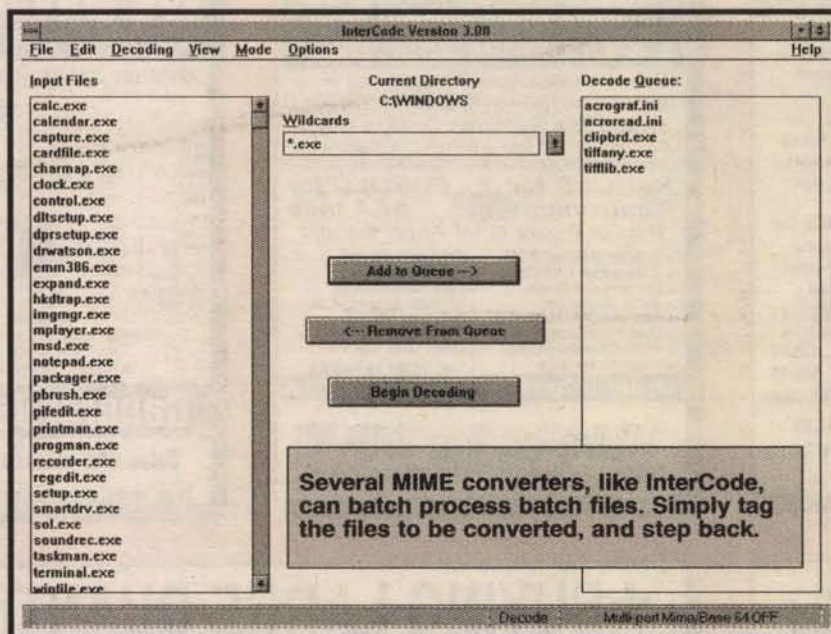 InterCode Version 3.00
File Edit Decoding View Mode Options Help
Input Files
calc.exe
calendar.exe
capture.exe
cardfile.exe
charmap.exe
clock.exe
control.exe
dltsetup.exe
dprsetup.exe
drwatson.exe
emm386.exe
expand.exe
hkdtrap.exe
imgmgr.exe
mplayer.exe
msd.exe
notepad.exe
packager.exe
pbrush.exe
pifedit.exe
printman.exe
progman.exe
recorder.exe
regedit.exe
setup.exe
smartdrv.exe
sol.exe
soundrec.exe
taskman.exe
terminal.exe
winfile.exe
Current Directory
C:\WINDOWS
Wildcards
*.exe
Add to Queue --->
<--- Remove From Queue
Begin Decoding
Decode Queue:
acrograf.ini
acroread.ini
clipbrd.exe
tiffany.exe
tifflib.exe
Several MIME converters, like InterCode,
can batch process batch files. Simply tag
the files to be converted, and step back.
Decode Multi-part Mime/Base 64 OFF